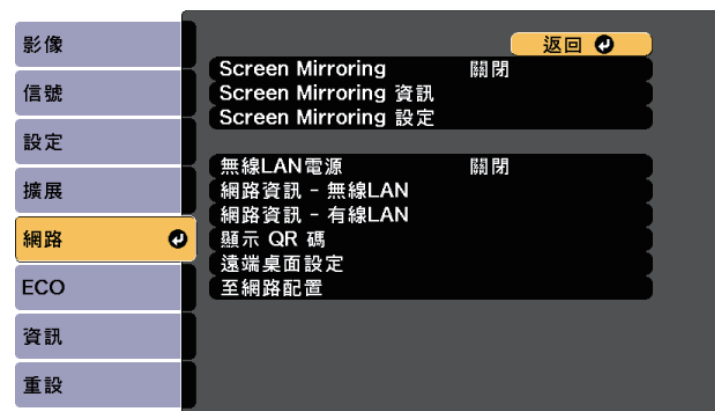 影像
信號
設定
擴展
網路
ECO
資訊
重設
返回
Screen Mirroring 關閉
Screen Mirroring 資訊
Screen Mirroring 設定
無線LAN電源 關閉
網路資訊 - 無線LAN
網路資訊 - 有線LAN
顯示 QR 碼
遠端桌面設定
至網路配置